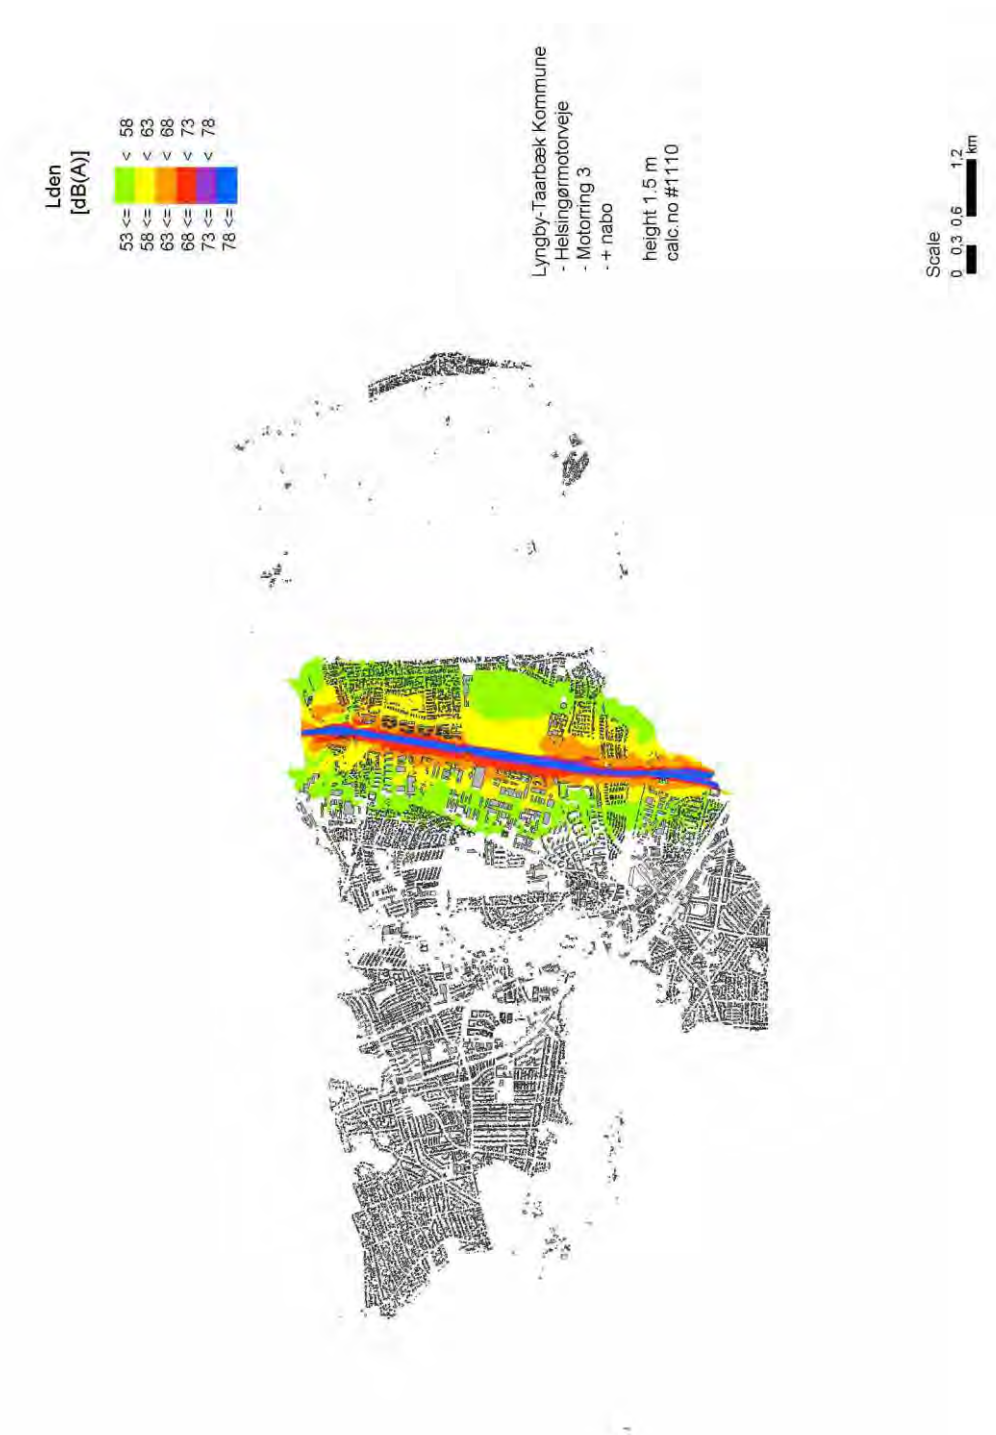 Lden
[dB(A)]
53 <= < 58
58 <= < 63
63 <= < 68
68 <= < 73
73 <= < 78
78 <=
Lyngby-Taarbæk Kommune
- Helsingørmotorveje
- Motorring 3
- + nabo
height 1.5 m
calc.no #1110
Scale
0 0,3 0,6 1,2
km